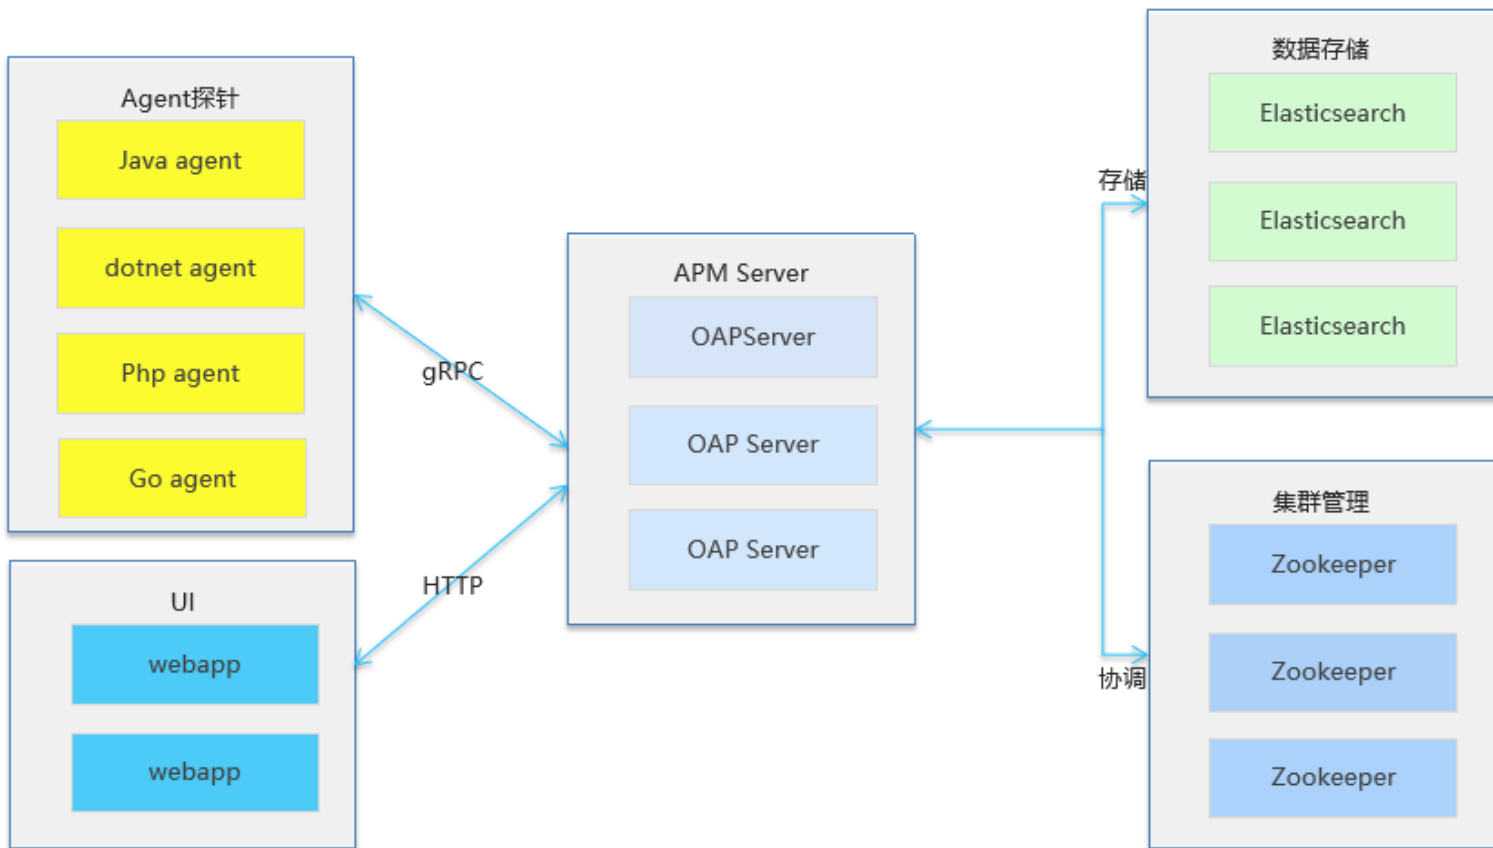 Agent探针
Java agent
dotnet agent
Php agent
Go agent
UI
webapp
webapp
gRPC
HTTP
APM Server
OAPServer
OAP Server
OAP Server
存储
协调
数据存储
Elasticsearch
Elasticsearch
Elasticsearch
集群管理
Zookeeper
Zookeeper
Zookeeper